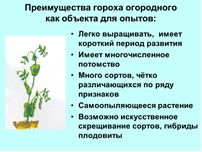 Преимущества гороха огородного
как объекта для опытов:
• Легко выращивать, имеет
короткий период развития
• Имеет многочисленное
потомство
• Много сортов, чётко
различающихся по ряду
признаков
• Самоопыляющееся растение
• Возможно искусственное
скрещивание сортов, гибриды
плодовиты